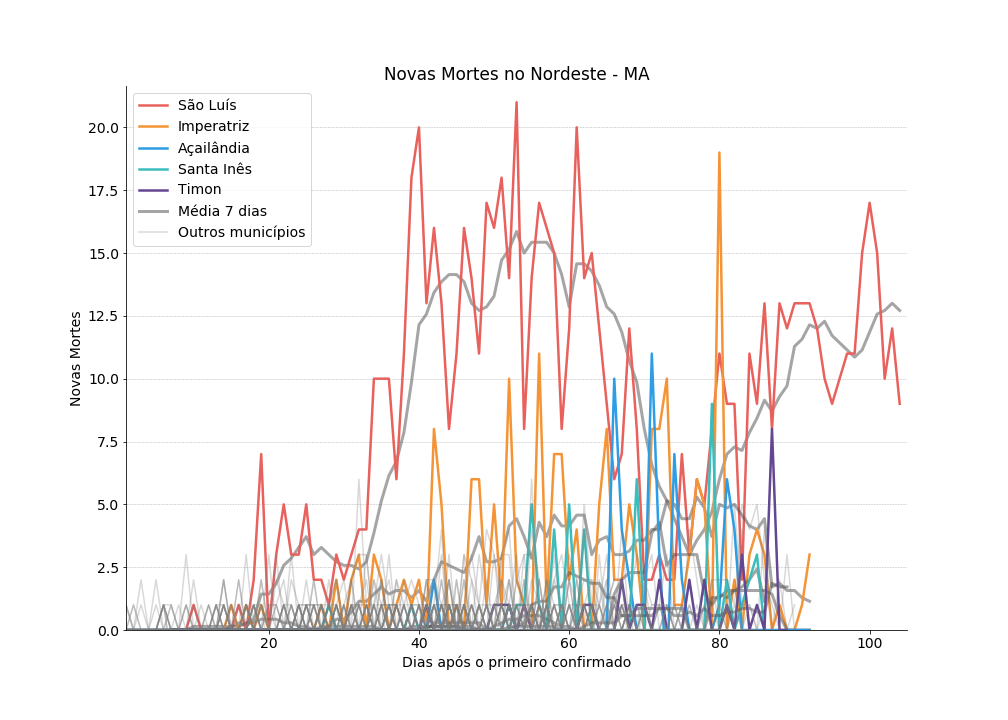 Novas Mortes no Nordeste - MA
São Luís
Imperatriz
Açailândia
Santa Inês
Timon
Média 7 dias
Outros municípios
Novas Mortes
20.0
17.5
15.0
12.5
10.0
7.5
5.0
2.5
0.0
20
40
60
80
100
Dias após o primeiro confirmado